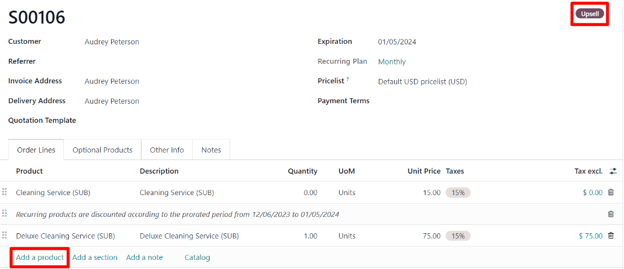 S00106
Upsell
Customer Audrey Peterson Expiration 01/05/2024
Referrer Recurring Plan Monthly
Invoice Address Audrey Peterson Pricelist ? Default USD pricelist (USD)
Delivery Address Audrey Peterson Payment Terms
Quotation Template
Order Lines Optional Products Other Info Notes
Product Description Quantity UoM Unit Price Taxes Tax excl.
Cleaning Service (SUB) Cleaning Service (SUB) 0.00 Units 15.00 15% $ 0.00
Recurring products are discounted according to the prorated period from 12/06/2023 to 01/05/2024
Deluxe Cleaning Service (SUB) Deluxe Cleaning Service (SUB) 1.00 Units 75.00 15% $ 75.00
Add a product Add a section Add a note Catalog